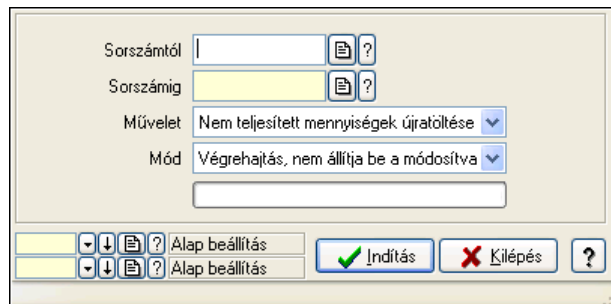 Sorszámtól ?
Sorszámig ?
Művelet Nem teljesített mennyiségek újratöltése
Mód Végrehajtás, nem állítja be a módosítva
? Alap beállítás
? Alap beállítás
Indítás Kilépés ?